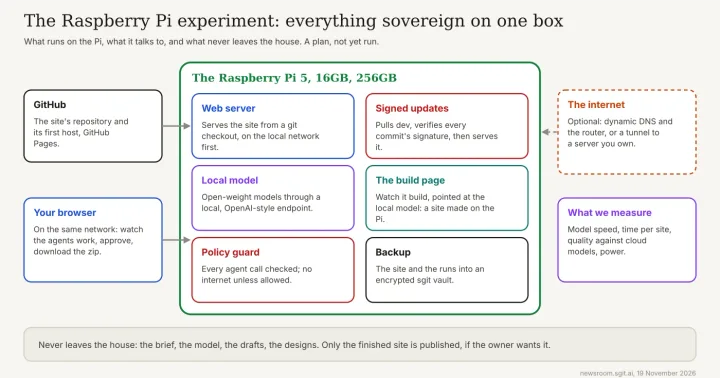 The Raspberry Pi experiment: everything sovereign on one box
What runs on the Pi, what it talks to, and what never leaves the house. A plan, not yet run.
The Raspberry Pi 5, 16GB, 256GB
GitHub
The site's repository and
its first host, GitHub
Pages.
Your browser
On the same network: watch
the agents work, approve,
download the zip.
Web server
Serves the site from a git
checkout, on the local network
first.
Signed updates
Pulls dev, verifies every
commit's signature, then serves
it.
Local model
Open-weight models through a
local, OpenAI-style endpoint.
The build page
Watch it build, pointed at the
local model: a site made on the
Pi.
Policy guard
Every agent call checked; no
internet unless allowed.
Backup
The site and the runs into an
encrypted sgit vault.
The internet
Optional: dynamic DNS and
the router, or a tunnel to
a server you own.
What we measure
Model speed, time per site,
quality against cloud
models, power.
Never leaves the house: the brief, the model, the drafts, the designs. Only the finished site is published, if the owner wants it.
newsroom.sgit.ai, 19 November 2026